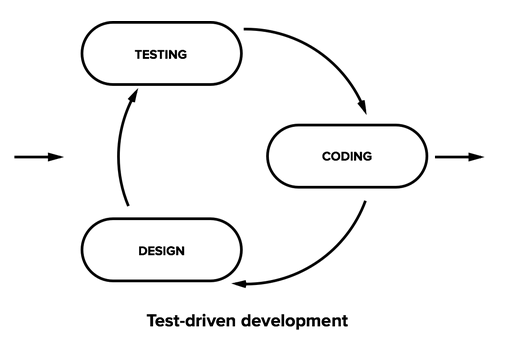 TESTING
CODING
DESIGN
Test-driven development